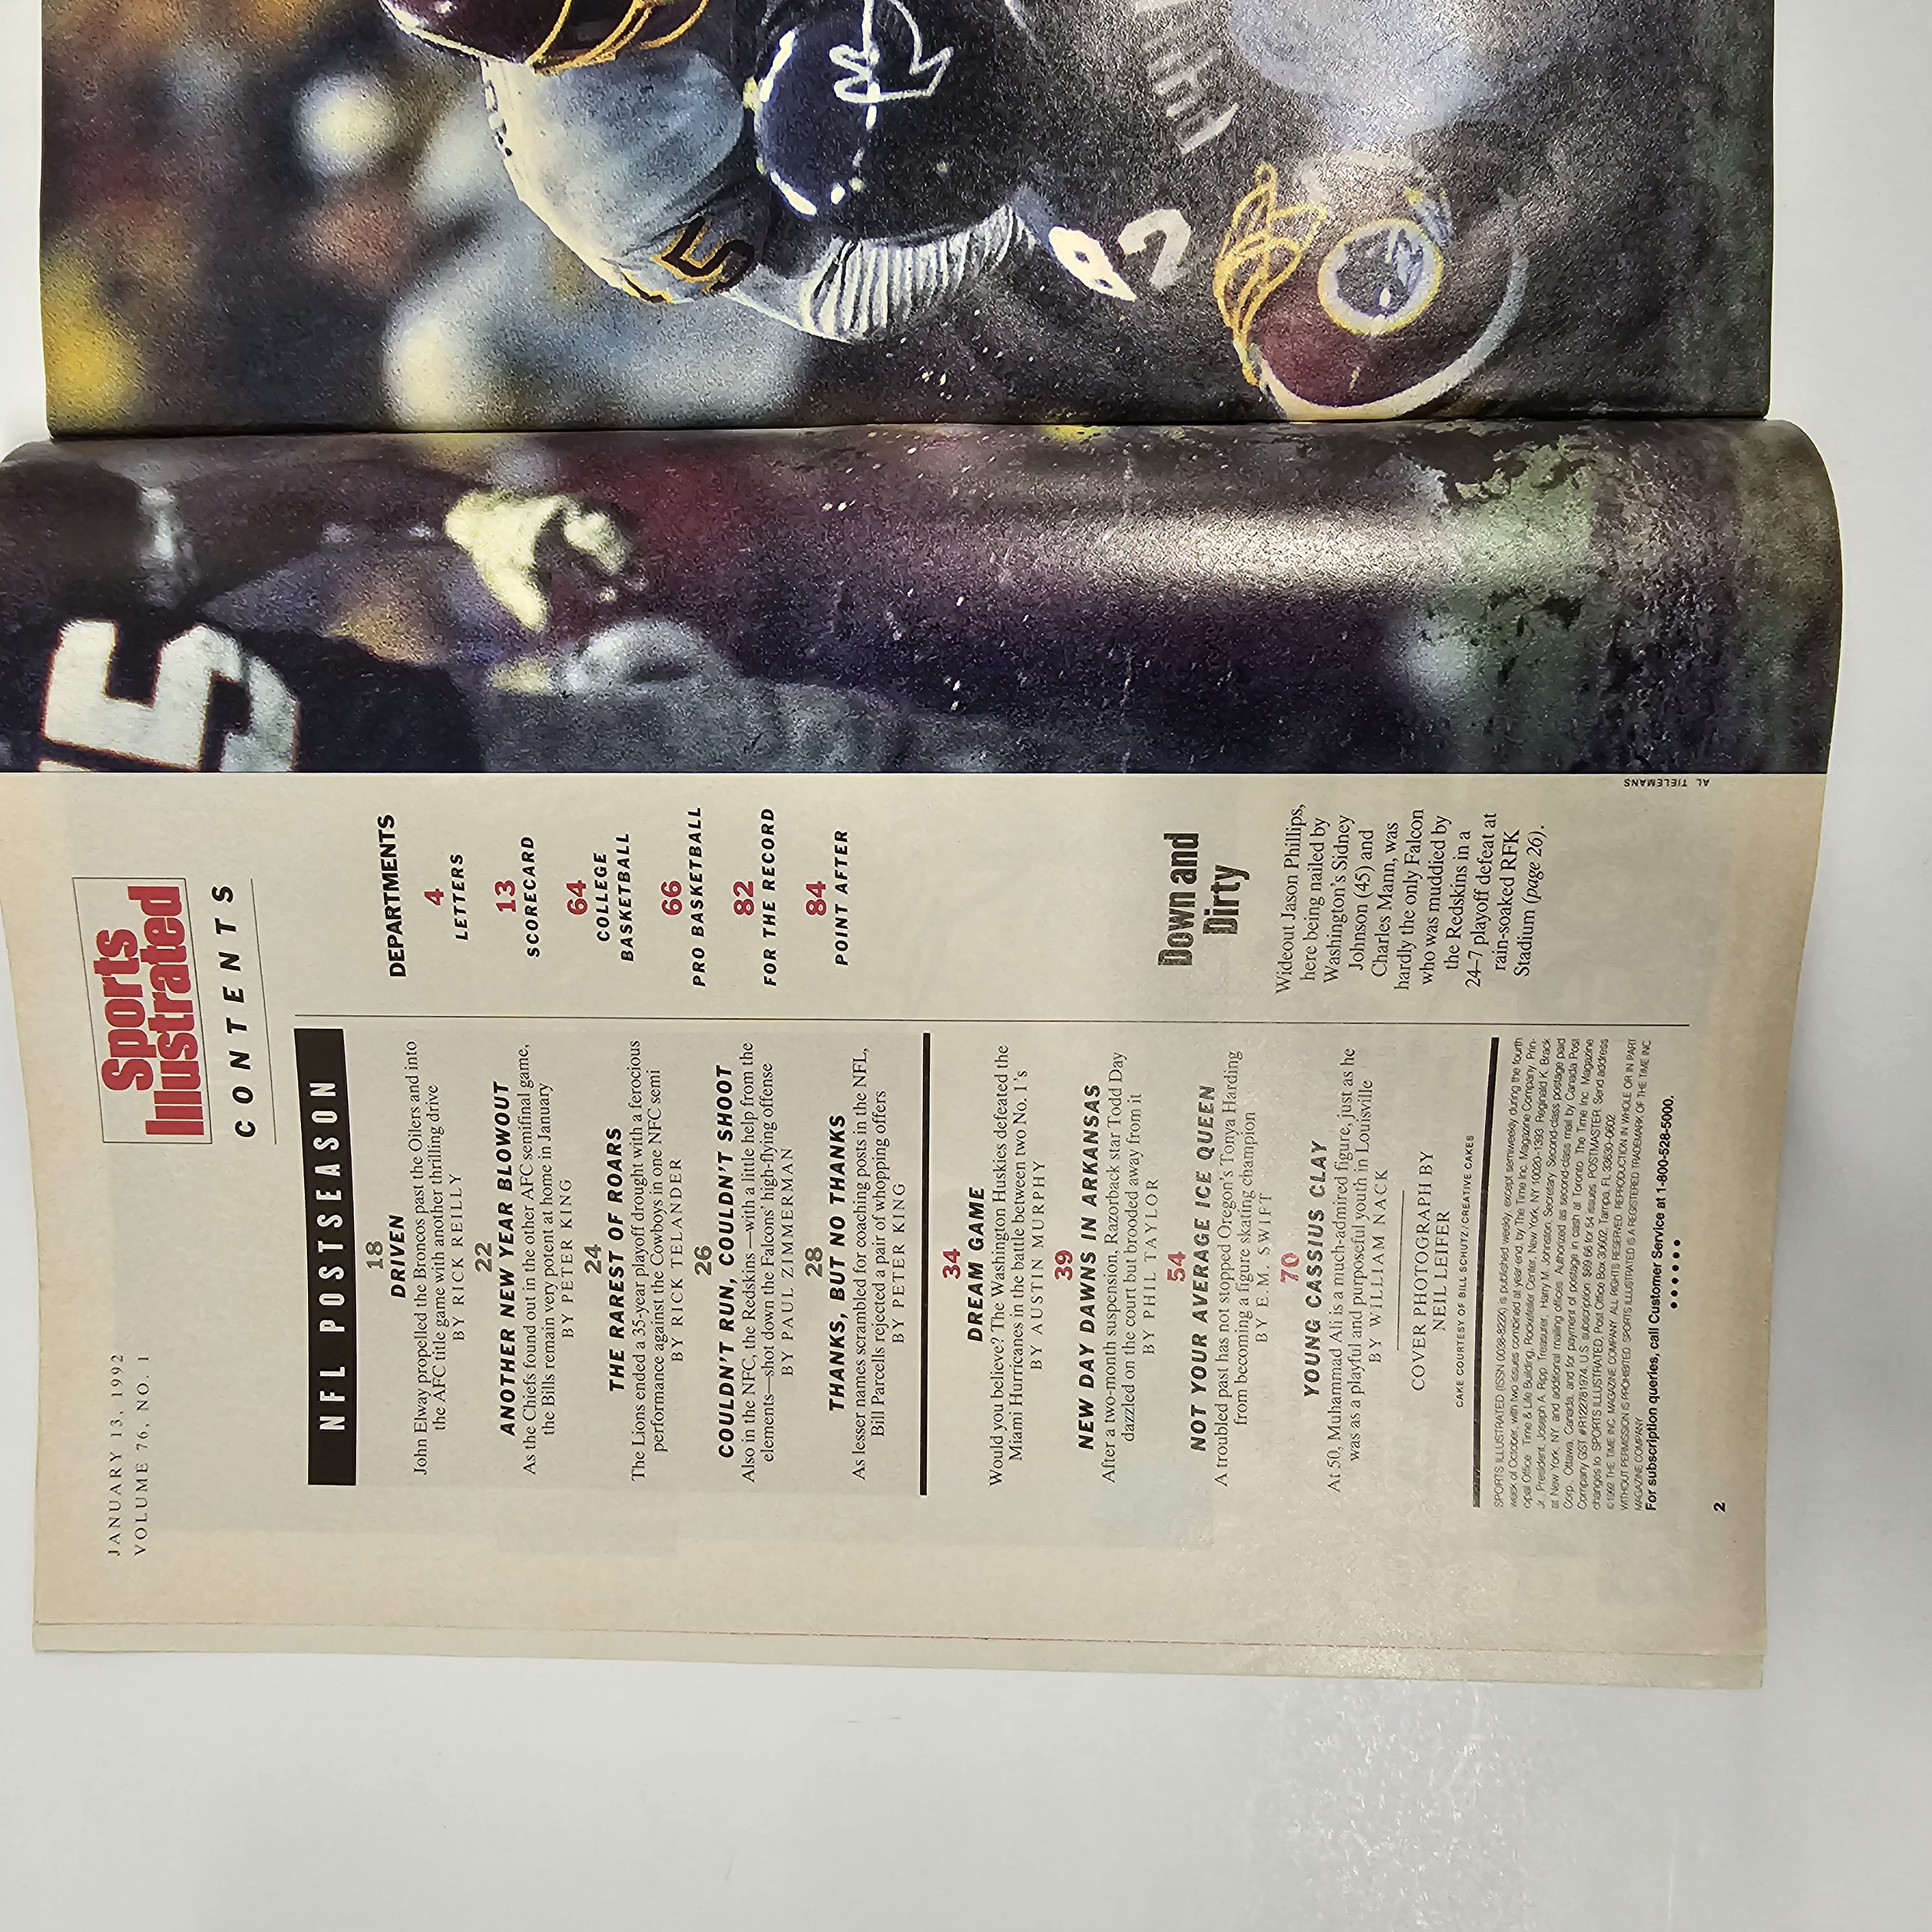 JANUARY 13, 1992
VOLUME 76, NO. 1
Sports
Illustrated
CONTENTS
NFL POSTSEASON
18
DRIVEN
John Elway propelled the Broncos past the Oilers and into
the AFC title game with another thrilling drive
BY RICK REILLY
22
ANOTHER NEW YEAR BLOWOUT
As the Chiefs found out in the other AFC semifinal game,
the Bills remain very potent at home in January
BY PETER KING
24
THE RAREST OF ROARS
The Lions ended a 35-year playoff drought with a ferocious
performance against the Cowboys in one NFC semi
BY RICK TELANDER
26
COULDN'T RUN, COULDN'T SHOOT
Also in the NFC, the Redskins—with a little help from the
elements—shot down the Falcons' high-flying offense
BY PAUL ZIMMERMAN
28
THANKS, BUT NO THANKS
As lesser names scrambled for coaching posts in the NFL,
Bill Parcells rejected a pair of whopping offers
BY PETER KING
34
DREAM GAME
Would you believe? The Washington Huskies defeated the
Miami Hurricanes in the battle between two No. 1's
BY AUSTIN MURPHY
39
NEW DAY DAWNS IN ARKANSAS
After a two-month suspension, Razorback star Todd Day
dazzled on the court but brooded away from it
BY PHIL TAYLOR
54
NOT YOUR AVERAGE ICE QUEEN
A troubled past has not stopped Oregon's Tonya Harding
from becoming a figure skating champion
BY E.M. SWIFT
70
YOUNG CASSIUS CLAY
At 50, Muhammad Ali is a much-admired figure, just as he
was as a playful and purposeful youth in Louisville
BY WILLIAM NACK
COVER PHOTOGRAPH BY
NEIL LEIFER
CAKE COURTESY OF BILL SCHUTZ/CREATIVE CAKES
SPORTS ILLUSTRATED (ISSN 0038-822X) is published weekly, except semiweekly during the fourth
week of October, with two issues combined at year-end, by The Time Inc. Magazine Company. Prin-
cipal Office: Time & Life Building, Rockefeller Center, New York, NY 10020-1393. Reginald K. Brack
Jr., President; Joseph A. Ripp, Treasurer; Harry M. Johnston, Secretary. Second-class postage paid
at New York, NY, and additional mailing offices. Authorized as second-class mail by Canada Post
Corp., Ottawa, Canada, and for payment of postage in cash at Toronto. The Time Inc. Magazine
Company GST #R122781974. U.S. subscription: $69.66 for 54 issues. POSTMASTER: Send address
changes to: SPORTS ILLUSTRATED, Post Office Box 30602, Tampa, FL 33630-0602.
©1992 THE TIME INC. MAGAZINE COMPANY. ALL RIGHTS RESERVED. REPRODUCTION IN WHOLE OR IN PART
WITHOUT PERMISSION IS PROHIBITED. SPORTS ILLUSTRATED IS A REGISTERED TRADEMARK OF THE TIME INC.
MAGAZINE COMPANY.
For subscription queries, call Customer Service at 1-800-528-5000.
2
DEPARTMENTS
4
LETTERS
13
SCORECARD
64
COLLEGE
BASKETBALL
66
PRO BASKETBALL
82
FOR THE RECORD
84
POINT AFTER
Down and
Dirty
Wideout Jason Phillips,
here being nailed by
Washington's Sidney
Johnson (45) and
Charles Mann, was
hardly the only Falcon
who was muddied by
the Redskins in a
24–7 playoff defeat at
rain-soaked RFK
Stadium (page 26).
AL TIELEMANS
5
5